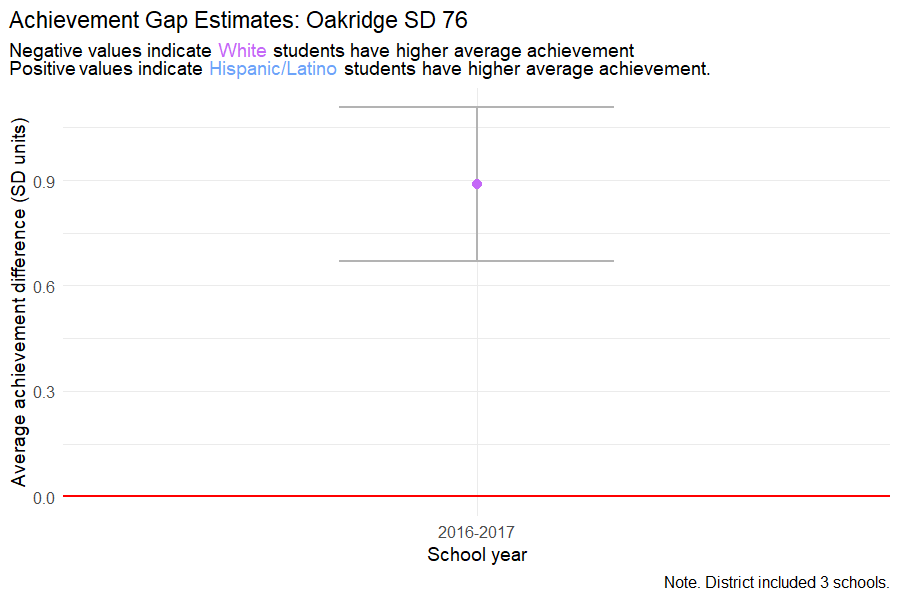 Achievement Gap Estimates: Oakridge SD 76
Negative values indicate White students have higher average achievement
Positive values indicate Hispanic/Latino students have higher average achievement.
Average achievement difference (SD units)
0.9
0.6
0.3
0.0
2016-2017
School year
Note. District included 3 schools.